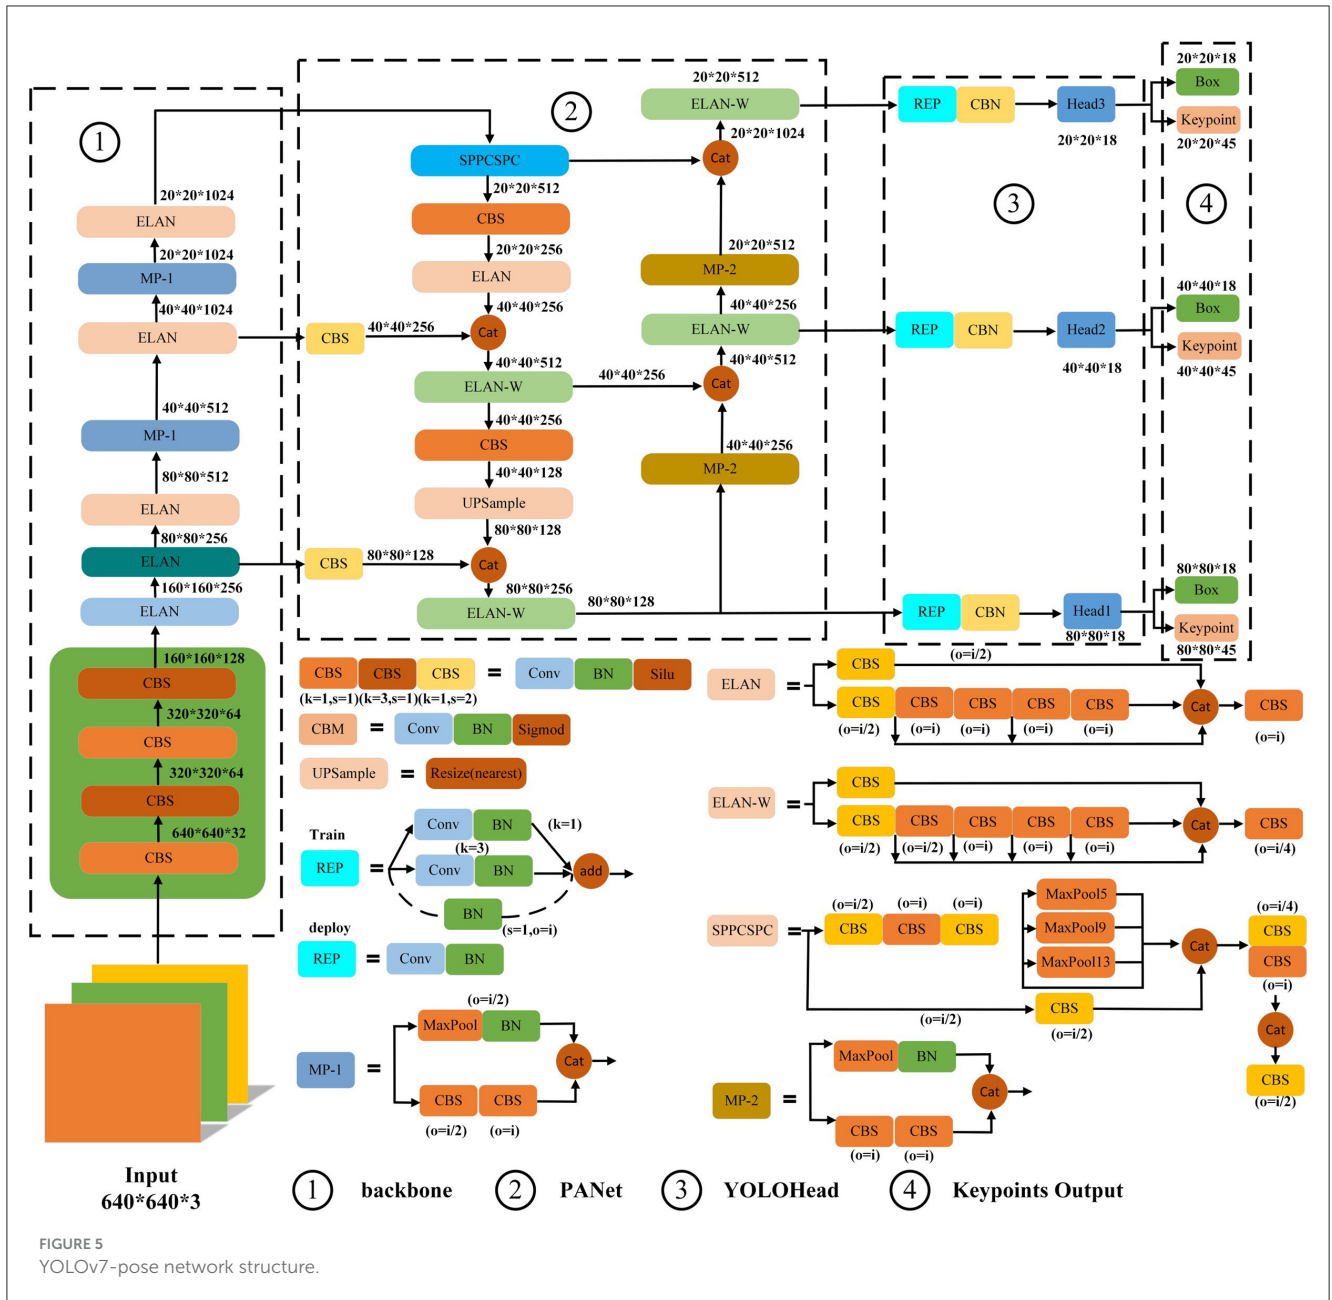 1
20*20*1024
ELAN
20*20*1024
MP-1
40*40*1024
ELAN
40*40*512
MP-1
80*80*512
ELAN
80*80*256
ELAN
160*160*256
ELAN
160*160*128
CBS
320*320*64
CBS
320*320*64
CBS
640*640*32
CBS
Input
640*640*3
2
SPPCSPC
20*20*512
CBS
20*20*256
ELAN
40*40*256
CBS
40*40*256
Cat
40*40*512
ELAN-W
40*40*256
40*40*256
CBS
40*40*128
UPSample
80*80*128
CBS
80*80*128
Cat
80*80*256
ELAN-W
80*80*128
20*20*512
ELAN-W
20*20*1024
Cat
20*20*512
MP-2
40*40*256
ELAN-W
40*40*512
Cat
40*40*256
MP-2
3
REP CBN Head3
20*20*18
REP CBN Head2
40*40*18
REP CBN Head1
80*80*18
4
20*20*18
Box
Keypoint
20*20*45
40*40*18
Box
Keypoint
40*40*45
80*80*18
Box
Keypoint
80*80*45
CBS CBS CBS = Conv BN Silu
(k=1,s=1)(k=3,s=1)(k=1,s=2)
CBM = Conv BN Sigmod
UPSample = Resize(nearest)
Train
REP =
Conv BN (k=1)
(k=3)
Conv BN add
BN
(s=1,o=i)
deploy
REP = Conv BN
MP-1 =
(o=i/2)
MaxPool BN
Cat
CBS CBS
(o=i/2) (o=i)
ELAN =
CBS (o=i/2)
CBS CBS CBS CBS CBS Cat CBS
(o=i/2) (o=i) (o=i) (o=i) (o=i)
ELAN-W =
CBS
CBS CBS CBS CBS CBS Cat CBS
(o=i/2) (o=i/2) (o=i) (o=i) (o=i) (o=i/4)
SPPCSPC =
(o=i/2) (o=i) (o=i)
CBS CBS CBS
MaxPool5
MaxPool9
MaxPool13
Cat
(o=i/4)
CBS
CBS
(o=i)
(o=i/2)
CBS
(o=i/2)
Cat
CBS
(o=i/2)
MP-2 =
MaxPool BN
Cat
CBS CBS
(o=i) (o=i)
1 backbone 2 PANet 3 YOLOHead 4 Keypoints Output
FIGURE 5
YOLOv7-pose network structure.